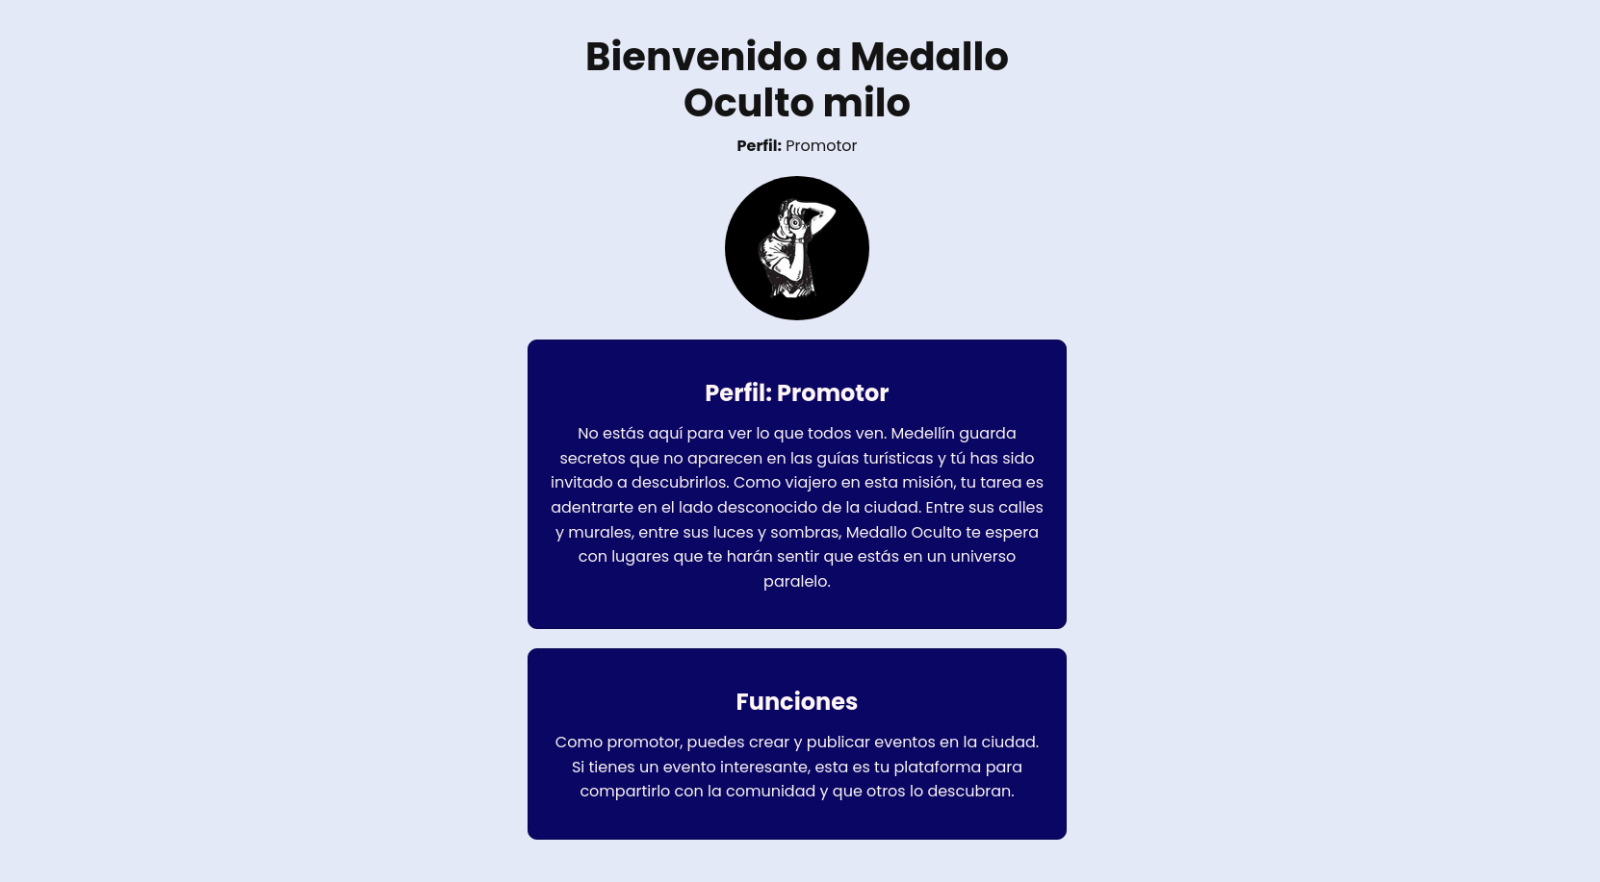 Bienvenido a Medallo
Oculto milo
Perfil: Promotor
Perfil: Promotor
No estás aquí para ver lo que todos ven. Medellín guarda
secretos que no aparecen en las guías turísticas y tú has sido
invitado a descubrirlos. Como viajero en esta misión, tu tarea es
adentrarte en el lado desconocido de la ciudad. Entre sus calles
y murales, entre sus luces y sombras, Medallo Oculto te espera
con lugares que te harán sentir que estás en un universo
paralelo.
Funciones
Como promotor, puedes crear y publicar eventos en la ciudad.
Si tienes un evento interesante, esta es tu plataforma para
compartirlo con la comunidad y que otros lo descubran.